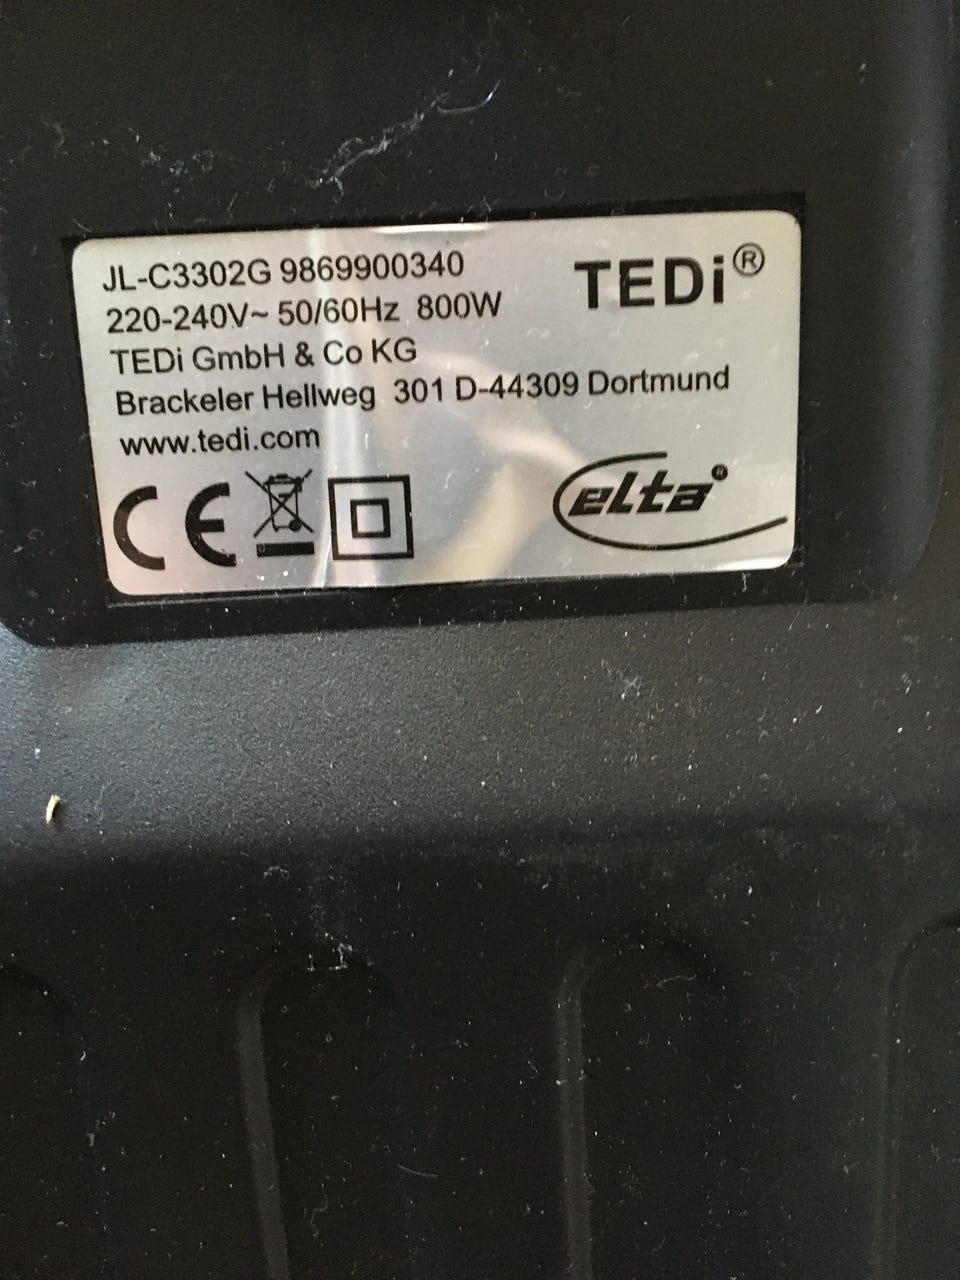 JL-C3302G 9869900340
TEDi®
220-240V~ 50/60Hz 800W
TEDi GmbH & Co KG
Brackeler Hellweg 301 D-44309 Dortmund
www.tedi.com
CE
elta®